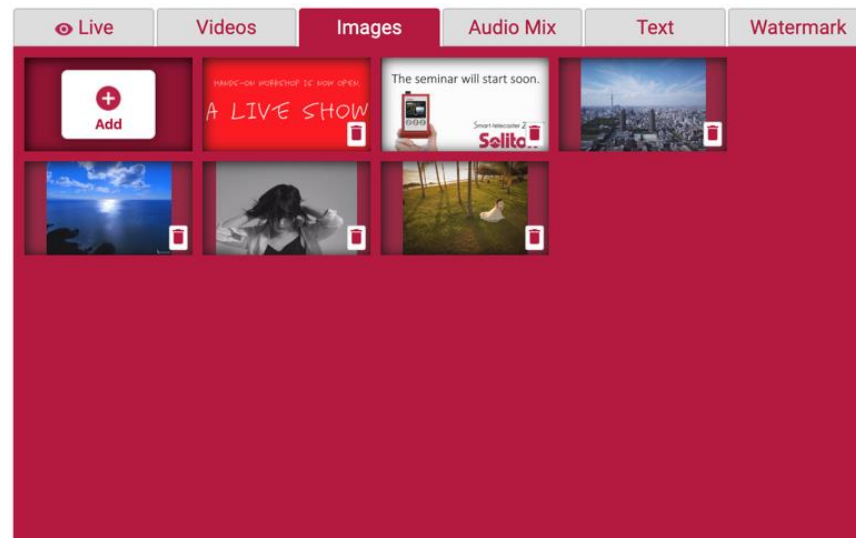 Live
Videos
Images
Audio Mix
Text
Watermark
Add
HANDS-ON WORKSHOP IS NOW OPEN
A LIVE SHOW
The seminar will start soon.
Smart-telecaster